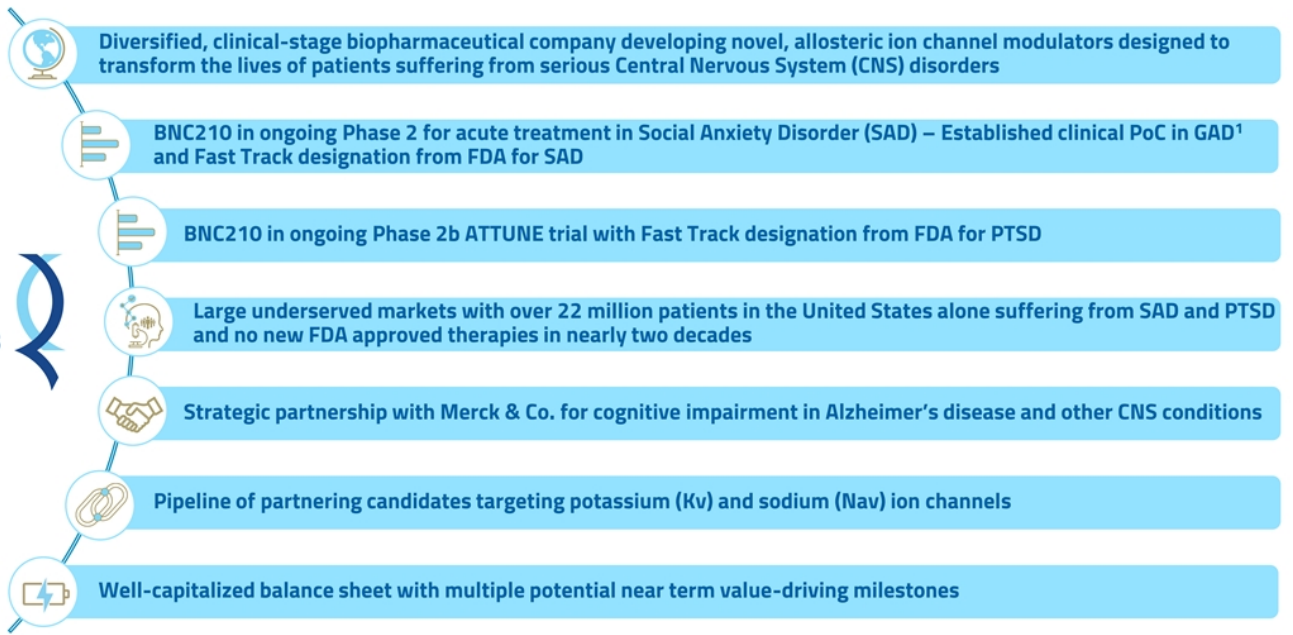 Diversified, clinical-stage biopharmaceutical company developing novel, allosteric ion channel modulators designed to
transform the lives of patients suffering from serious Central Nervous System (CNS) disorders
BNC210 in ongoing Phase 2 for acute treatment in Social Anxiety Disorder (SAD) – Established clinical PoC in GAD¹
and Fast Track designation from FDA for SAD
BNC210 in ongoing Phase 2b ATTUNE trial with Fast Track designation from FDA for PTSD
Large underserved markets with over 22 million patients in the United States alone suffering from SAD and PTSD
and no new FDA approved therapies in nearly two decades
Strategic partnership with Merck & Co. for cognitive impairment in Alzheimer’s disease and other CNS conditions
Pipeline of partnering candidates targeting potassium (Kv) and sodium (Nav) ion channels
Well-capitalized balance sheet with multiple potential near term value-driving milestones